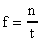 f = n/t